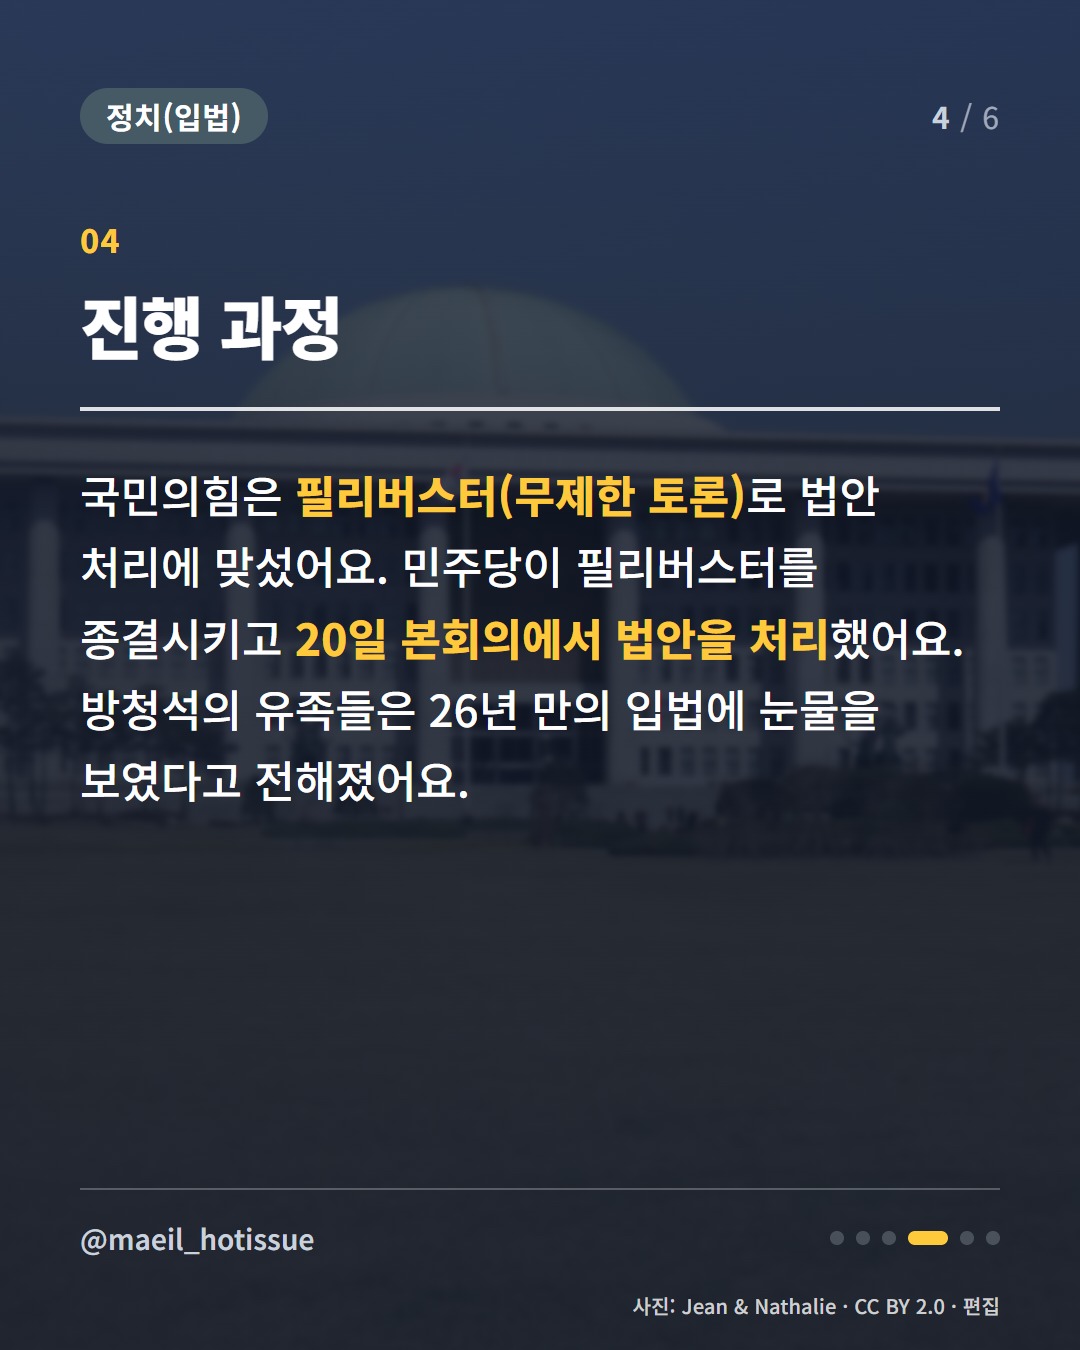 정치(입법)
4 / 6
04
진행 과정
국민의힘은 필리버스터(무제한 토론)로 법안
처리에 맞섰어요. 민주당이 필리버스터를
종결시키고 20일 본회의에서 법안을 처리했어요.
방청석의 유족들은 26년 만의 입법에 눈물을
보였다고 전해졌어요.
@maeil_hotissue
사진: Jean & Nathalie · CC BY 2.0 · 편집